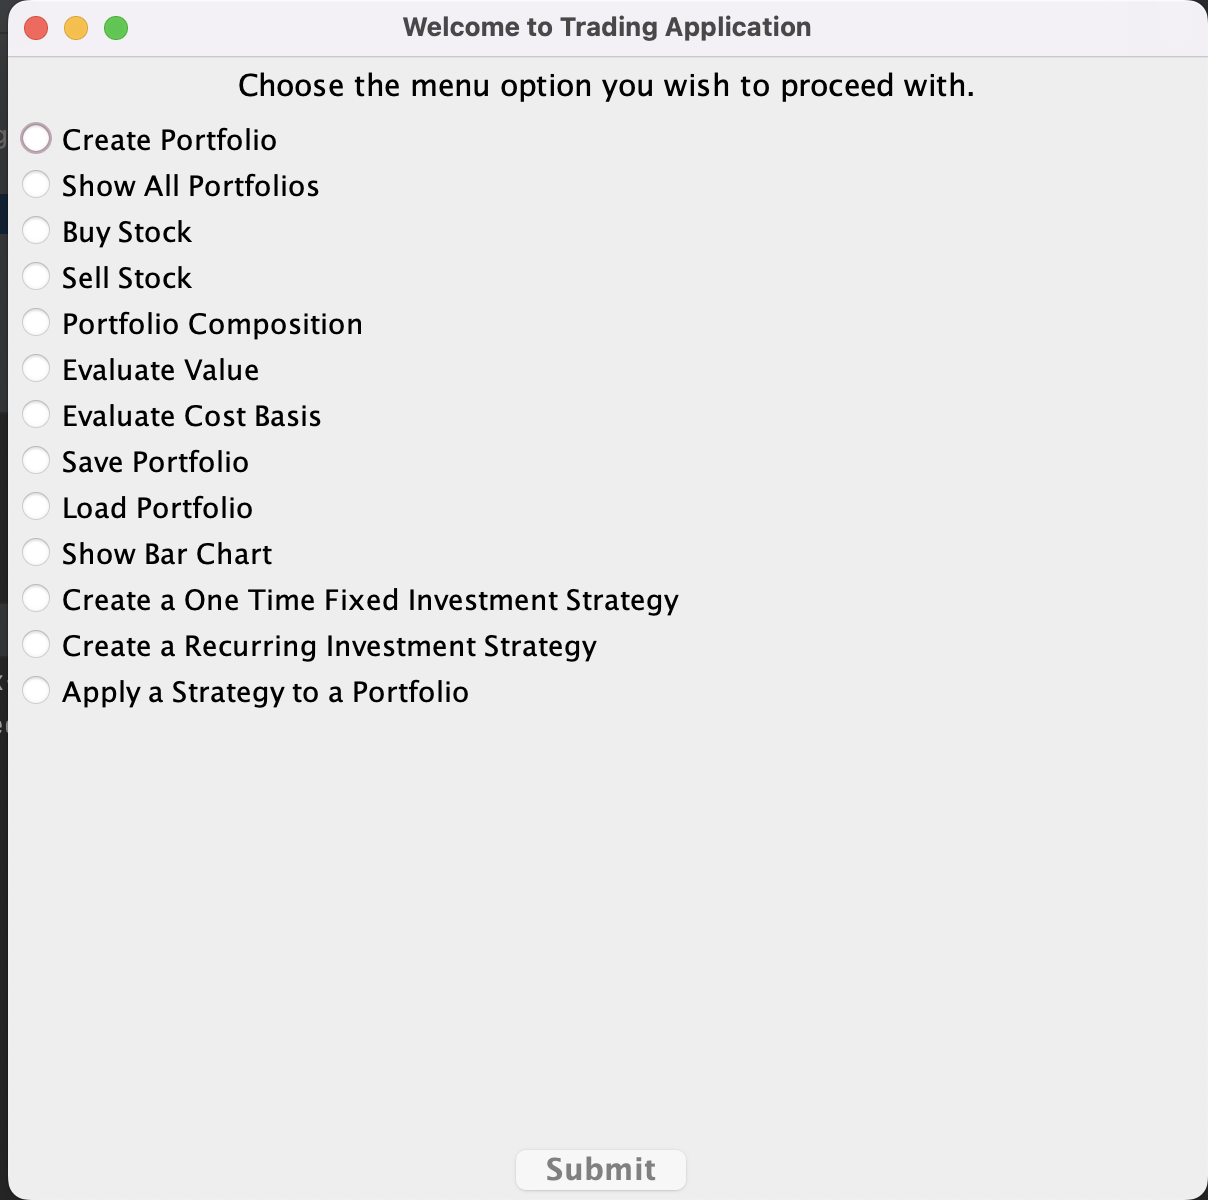 Welcome to Trading Application
Choose the menu option you wish to proceed with.
Create Portfolio
Show All Portfolios
Buy Stock
Sell Stock
Portfolio Composition
Evaluate Value
Evaluate Cost Basis
Save Portfolio
Load Portfolio
Show Bar Chart
Create a One Time Fixed Investment Strategy
Create a Recurring Investment Strategy
Apply a Strategy to a Portfolio
Submit